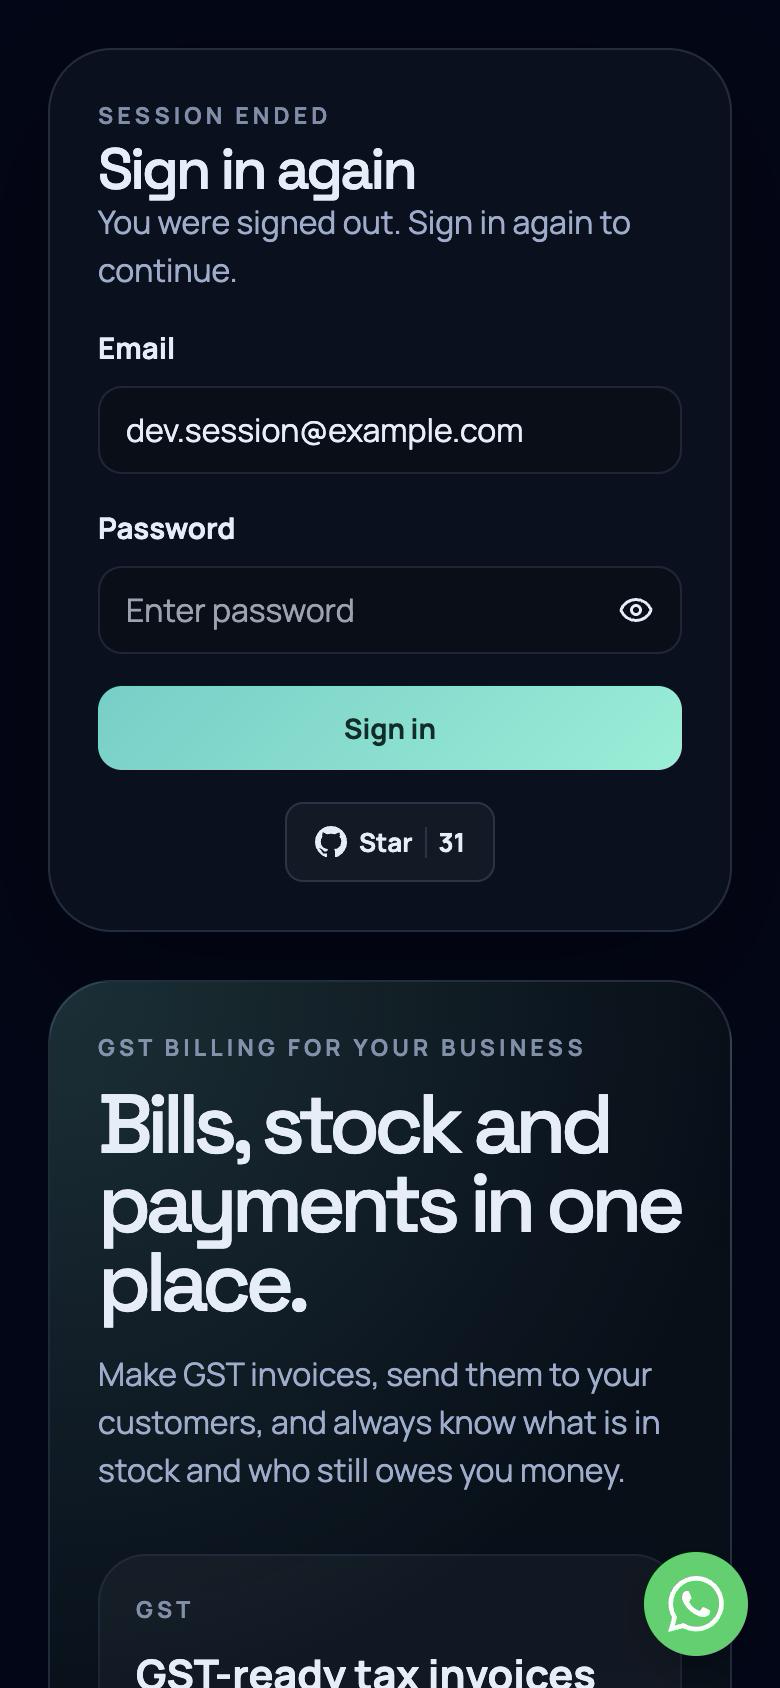 SESSION ENDED
Sign in again
You were signed out. Sign in again to
continue.
Email
dev.session@example.com
Password
Enter password
Sign in
Star 31
GST BILLING FOR YOUR BUSINESS
Bills, stock and
payments in one
place.
Make GST invoices, send them to your
customers, and always know what is in
stock and who still owes you money.
GST
GST-ready tax invoices